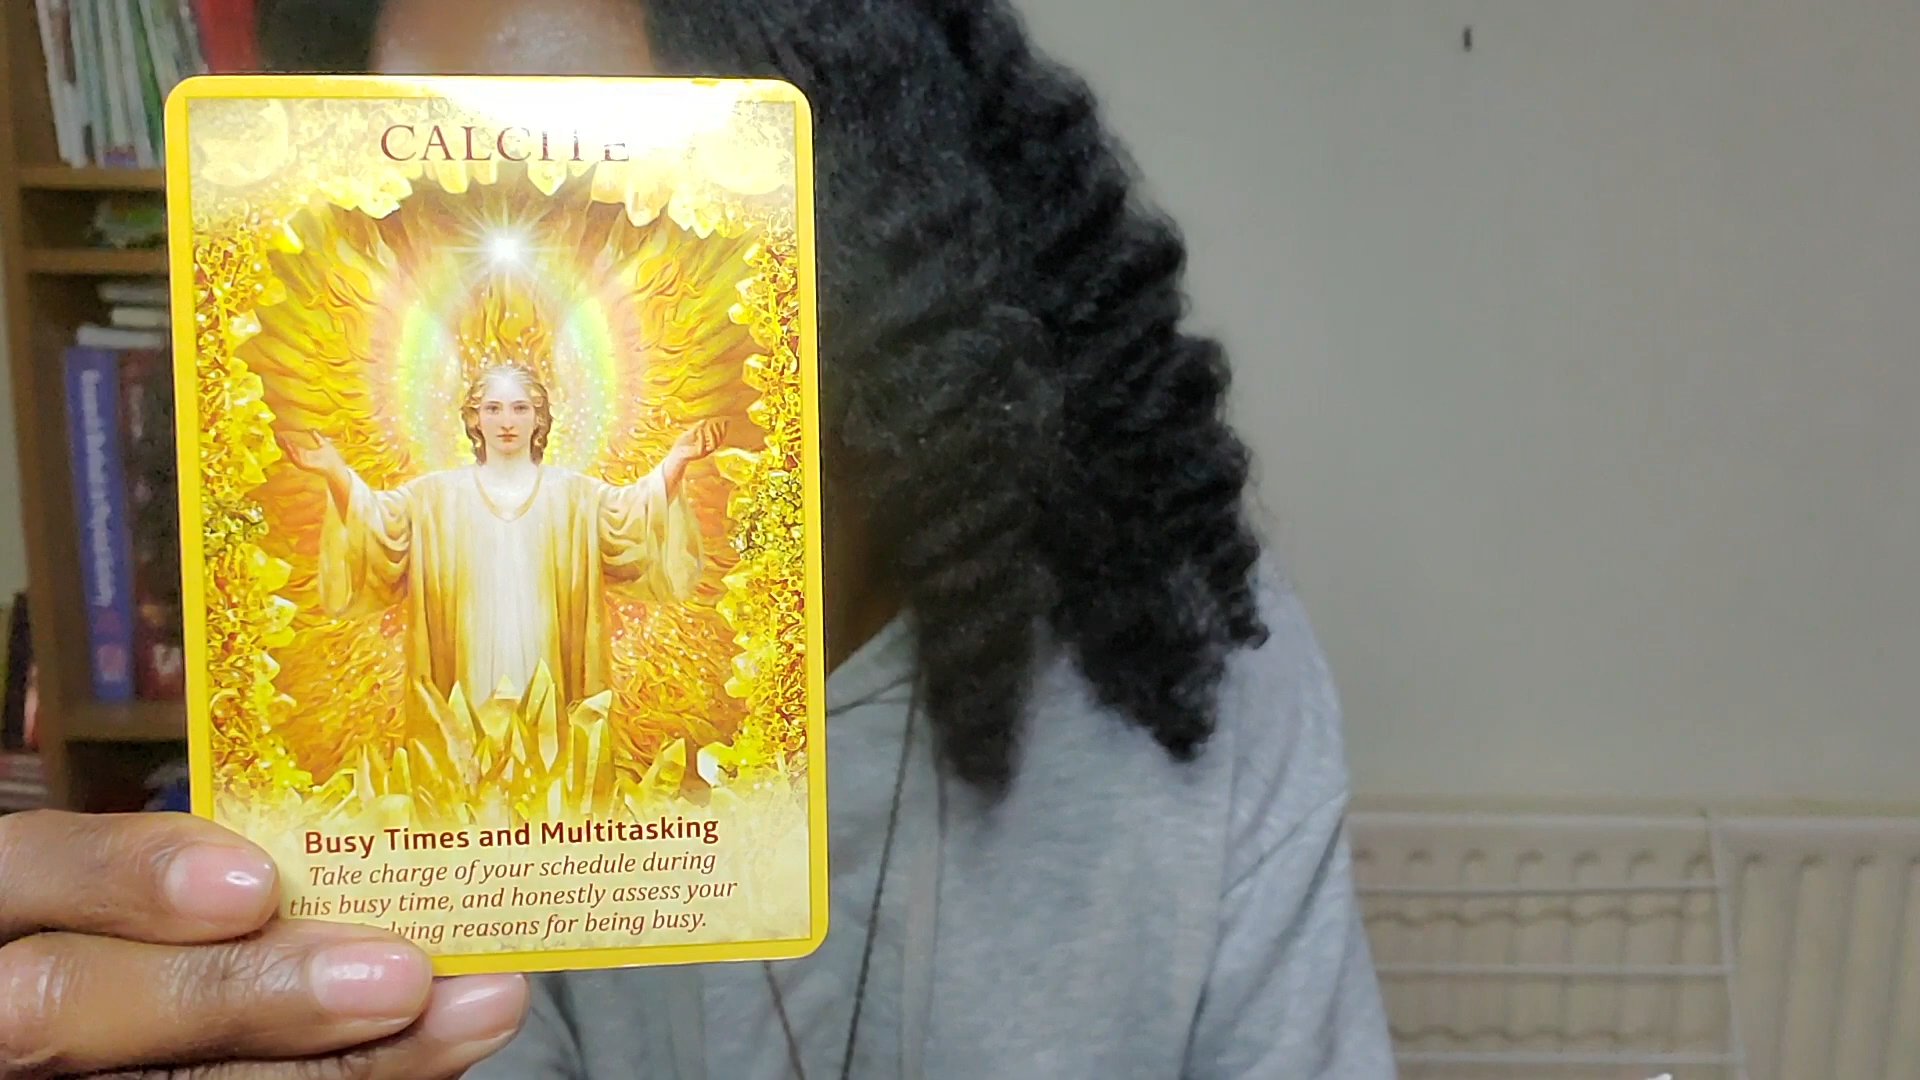 CALCITE
Busy Times and Multitasking
Take charge of your schedule during
this busy time, and honestly assess your
reasons for being busy.